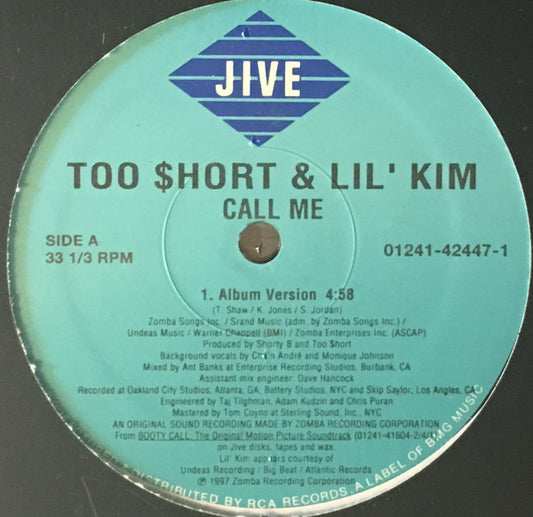 JIVE
TOO $HORT & LIL' KIM
CALL ME
SIDE A
33 1/3 RPM
01241-42447-1
1. Album Version 4:58
(T. Shaw / K. Jones / S. Jordan)
Zomba Songs Inc. / Srand Music (adm. by Zomba Songs Inc.) /
Undeas Music / Warner Chappell (BMI) / Zomba Enterprises Inc. (ASCAP)
Produced by Shorty B and Too $hort
Background vocals by André and Monique Johnson
Mixed by Ant Banks at Enterprise Recording Studios, Burbank, CA
Assistant mix engineer: Dave Hancock
Recorded at Oakland City Studios, Atlanta, GA, Battery Studios, NYC and Skip Saylor, Los Angeles, CA
Engineered by Taj Tilghman, Adam Kudzim and Chris Puran
Mastered by Tom Coyne at Sterling Sound, Inc., NYC
AN ORIGINAL SOUND RECORDING MADE BY ZOMBA RECORDING CORPORATION
From BOOTY CALL: The Original Motion Picture Soundtrack (01241-41604-2/4/1)
on Jive disks, tapes and wax.
Lil' Kim appears courtesy of
Undeas Recording / Big Beat / Atlantic Records
℗ 1997 Zomba Recording Corporation
DISTRIBUTED BY RCA RECORDS, A LABEL OF BMG MUSIC